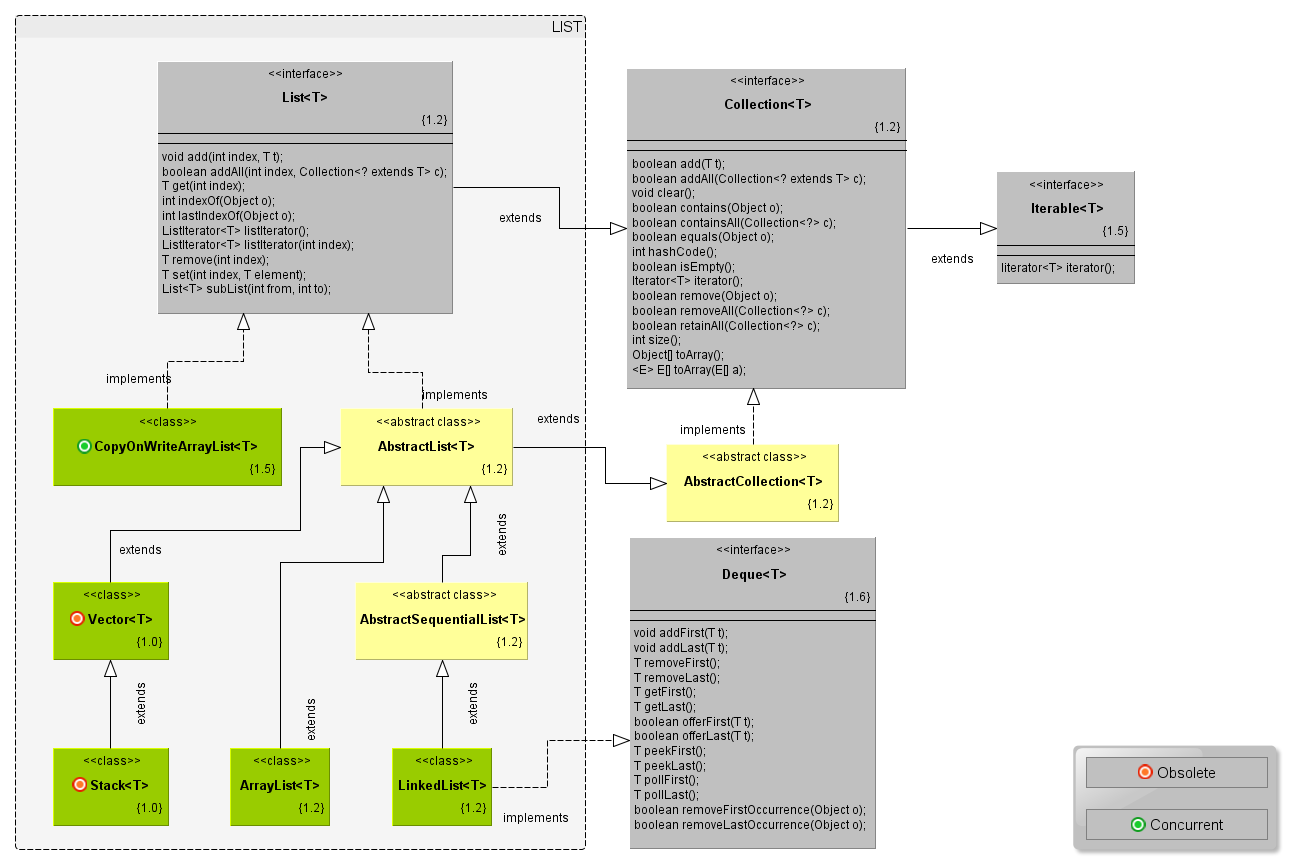 LIST
<<interface>>
List<T>
{1.2}
void add(int index, T t);
boolean addAll(int index, Collection<? extends T> c);
T get(int index);
int indexOf(Object o);
int lastIndexOf(Object o);
ListIterator<T> listIterator();
ListIterator<T> listIterator(int index);
T remove(int index);
T set(int index, T element);
List<T> subList(int from, int to);
extends
<<interface>>
Collection<T>
{1.2}
boolean add(T t);
boolean addAll(Collection<? extends T> c);
void clear();
boolean contains(Object o);
boolean containsAll(Collection<?> c);
boolean equals(Object o);
int hashCode();
boolean isEmpty();
Iterator<T> iterator();
boolean remove(Object o);
boolean removeAll(Collection<?> c);
boolean retainAll(Collection<?> c);
int size();
Object[] toArray();
<E> E[] toArray(E[] a);
extends
<<interface>>
Iterable<T>
{1.5}
Iiterator<T> iterator();
implements
implements
<<class>>
CopyOnWriteArrayList<T>
{1.5}
<<abstract class>>
AbstractList<T>
{1.2}
extends
implements
<<abstract class>>
AbstractCollection<T>
{1.2}
extends
extends
<<class>>
Vector<T>
{1.0}
<<abstract class>>
AbstractSequentialList<T>
{1.2}
extends
extends
extends
<<class>>
Stack<T>
{1.0}
<<class>>
ArrayList<T>
{1.2}
<<class>>
LinkedList<T>
{1.2}
implements
<<interface>>
Deque<T>
{1.6}
void addFirst(T t);
void addLast(T t);
T removeFirst();
T removeLast();
T getFirst();
T getLast();
boolean offerFirst(T t);
boolean offerLast(T t);
T peekFirst();
T peekLast();
T pollFirst();
T pollLast();
boolean removeFirstOccurrence(Object o);
boolean removeLastOccurrence(Object o);
Obsolete
Concurrent